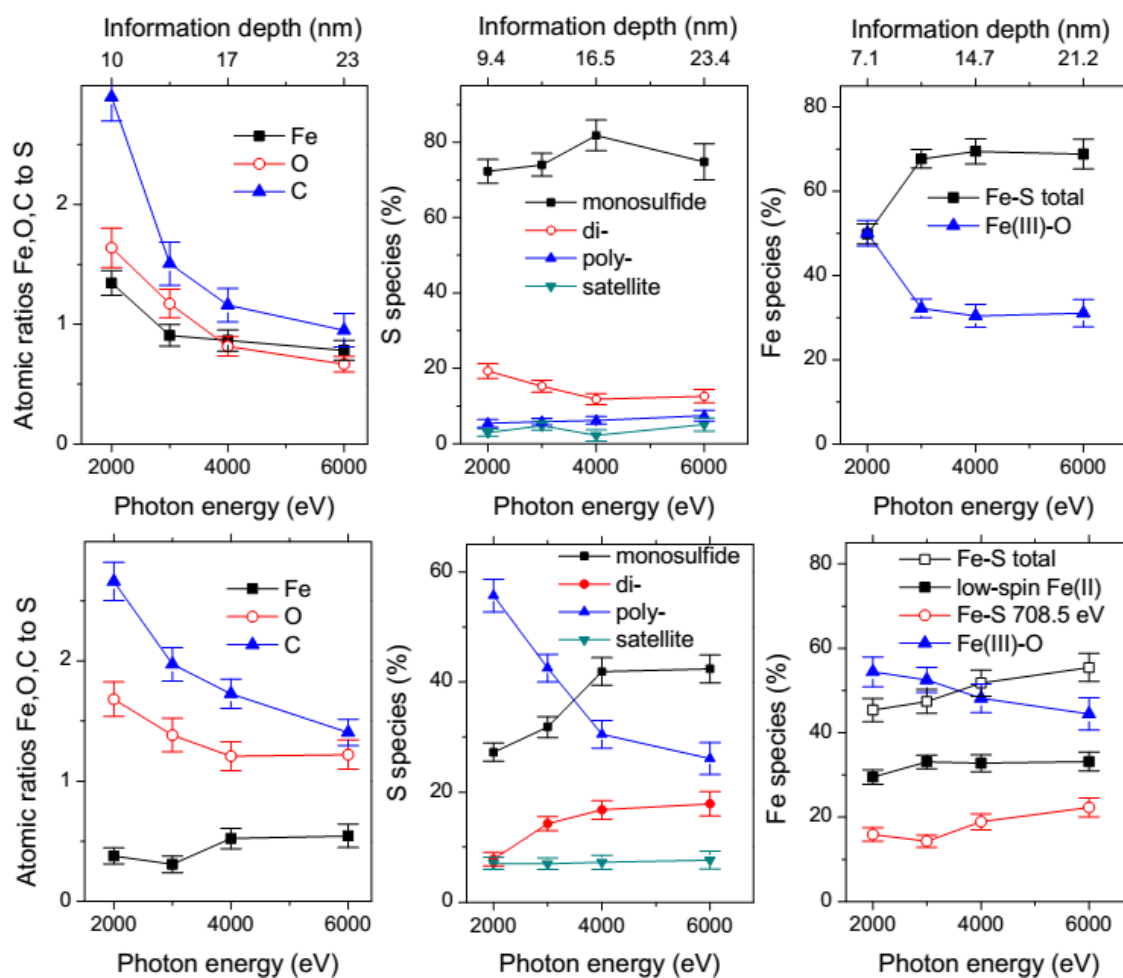 Information depth (nm)
10 17 23
Atomic ratios Fe,O,C to S
2
1
0
Fe
O
C
2000 4000 6000
Photon energy (eV)
Information depth (nm)
9.4 16.5 23.4
S species (%)
80
60
40
20
0
monosulfide
di-
poly-
satellite
2000 4000 6000
Photon energy (eV)
Information depth (nm)
7.1 14.7 21.2
Fe species (%)
80
60
40
20
0
Fe-S total
Fe(III)-O
2000 4000 6000
Photon energy (eV)
Atomic ratios Fe,O,C to S
2
1
0
Fe
O
C
2000 4000 6000
Photon energy (eV)
S species (%)
60
40
20
0
monosulfide
di-
poly-
satellite
2000 4000 6000
Photon energy (eV)
Fe species (%)
80
60
40
20
0
Fe-S total
low-spin Fe(II)
Fe-S 708.5 eV
Fe(III)-O
2000 4000 6000
Photon energy (eV)